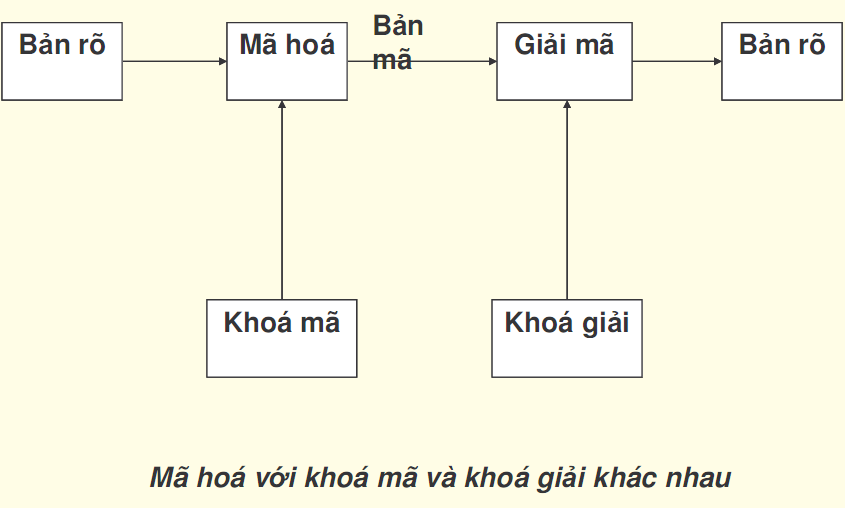 Bản rõ
Mã hoá
Bản
mã
Giải mã
Bản rõ
Khoá mã
Khoá giải
Mã hoá với khoá mã và khoá giải khác nhau